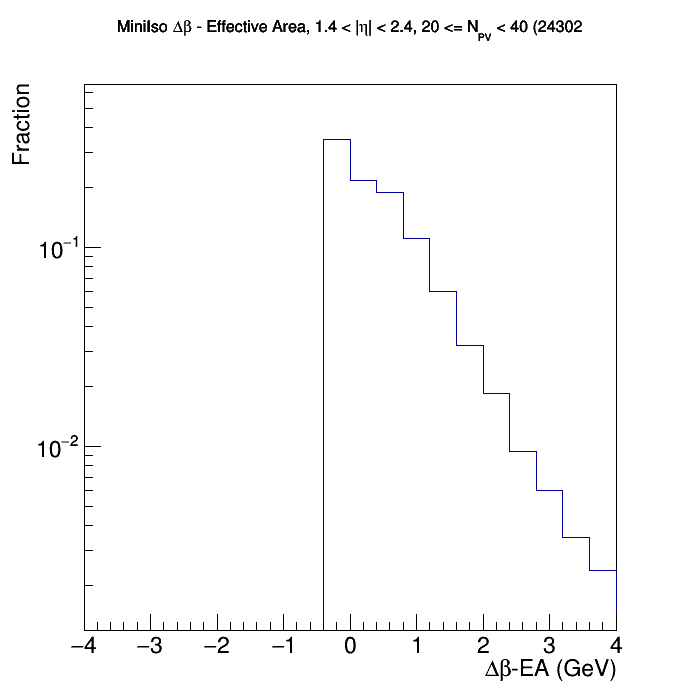 MiniIso Δβ - Effective Area, 1.4 < |η| < 2.4, 20 <= N_PV < 40 (24302
Fraction
10⁻¹
10⁻²
−4 −3 −2 −1 0 1 2 3 4
Δβ-EA (GeV)